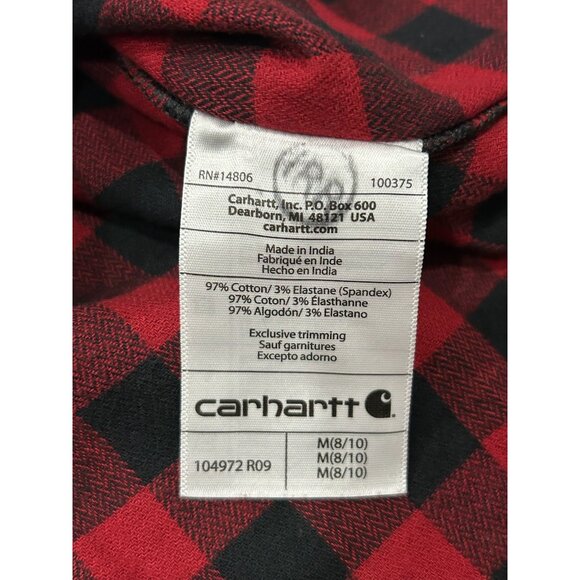 RN#14806
100375
Carhartt, Inc. P.O. Box 600
Dearborn, MI 48121 USA
carhartt.com
Made in India
Fabriqué en Inde
Hecho en India
97% Cotton/ 3% Elastane (Spandex)
97% Coton/ 3% Élasthanne
97% Algodón/ 3% Elastano
Exclusive trimming
Sauf garnitures
Excepto adorno
carhartt
104972 R09
M(8/10)
M(8/10)
M(8/10)